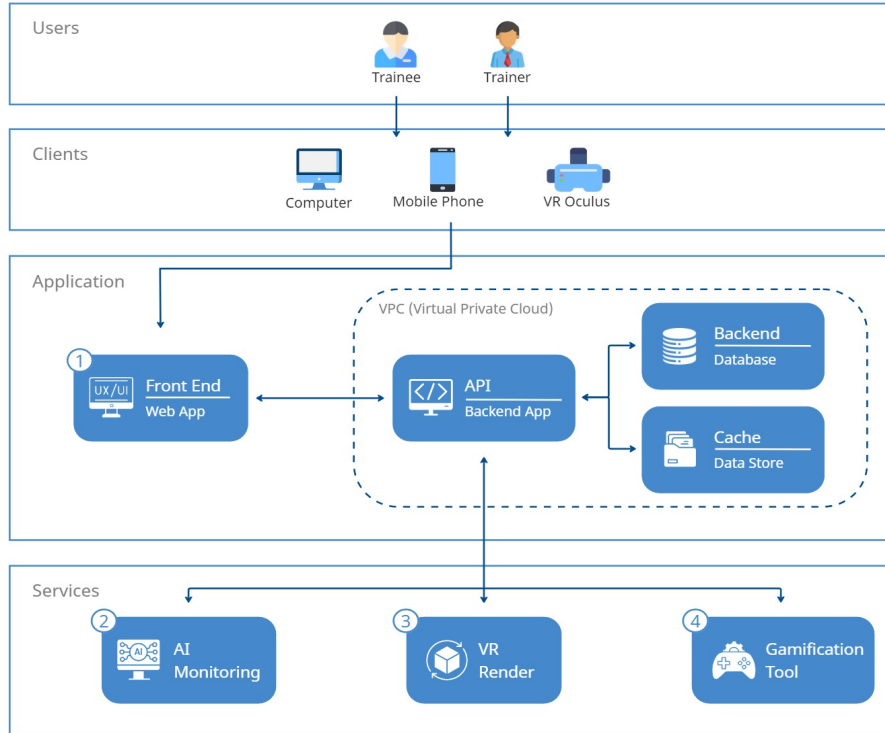 Users
Trainee
Trainer
Clients
Computer
Mobile Phone
VR Oculus
Application
VPC (Virtual Private Cloud)
1
UX/UI
Front End
Web App
</>
API
Backend App
Backend
Database
Cache
Data Store
Services
2
AI
AI
Monitoring
3
VR
Render
4
Gamification
Tool